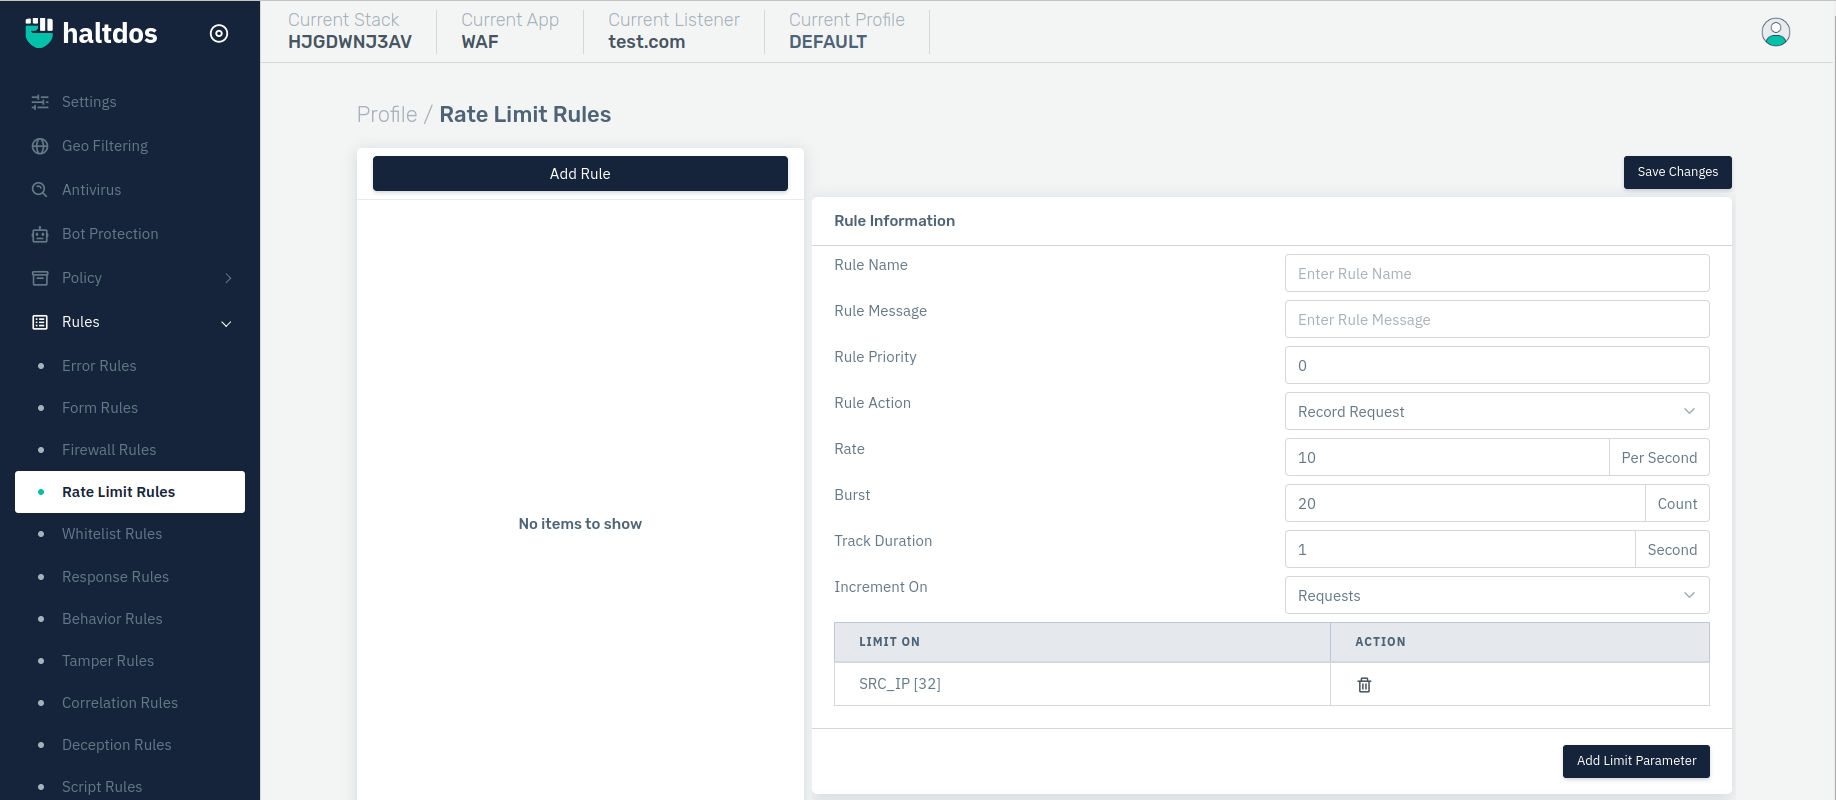 haltdos
Current Stack
HJGDWNJ3AV
Current App
WAF
Current Listener
test.com
Current Profile
DEFAULT
Settings
Geo Filtering
Antivirus
Bot Protection
Policy
Rules
Error Rules
Form Rules
Firewall Rules
Rate Limit Rules
Whitelist Rules
Response Rules
Behavior Rules
Tamper Rules
Correlation Rules
Deception Rules
Script Rules
Profile / Rate Limit Rules
Add Rule
No items to show
Save Changes
Rule Information
Rule Name
Enter Rule Name
Rule Message
Enter Rule Message
Rule Priority
0
Rule Action
Record Request
Rate
10 Per Second
Burst
20 Count
Track Duration
1 Second
Increment On
Requests
LIMIT ON ACTION
SRC_IP [32]
Add Limit Parameter